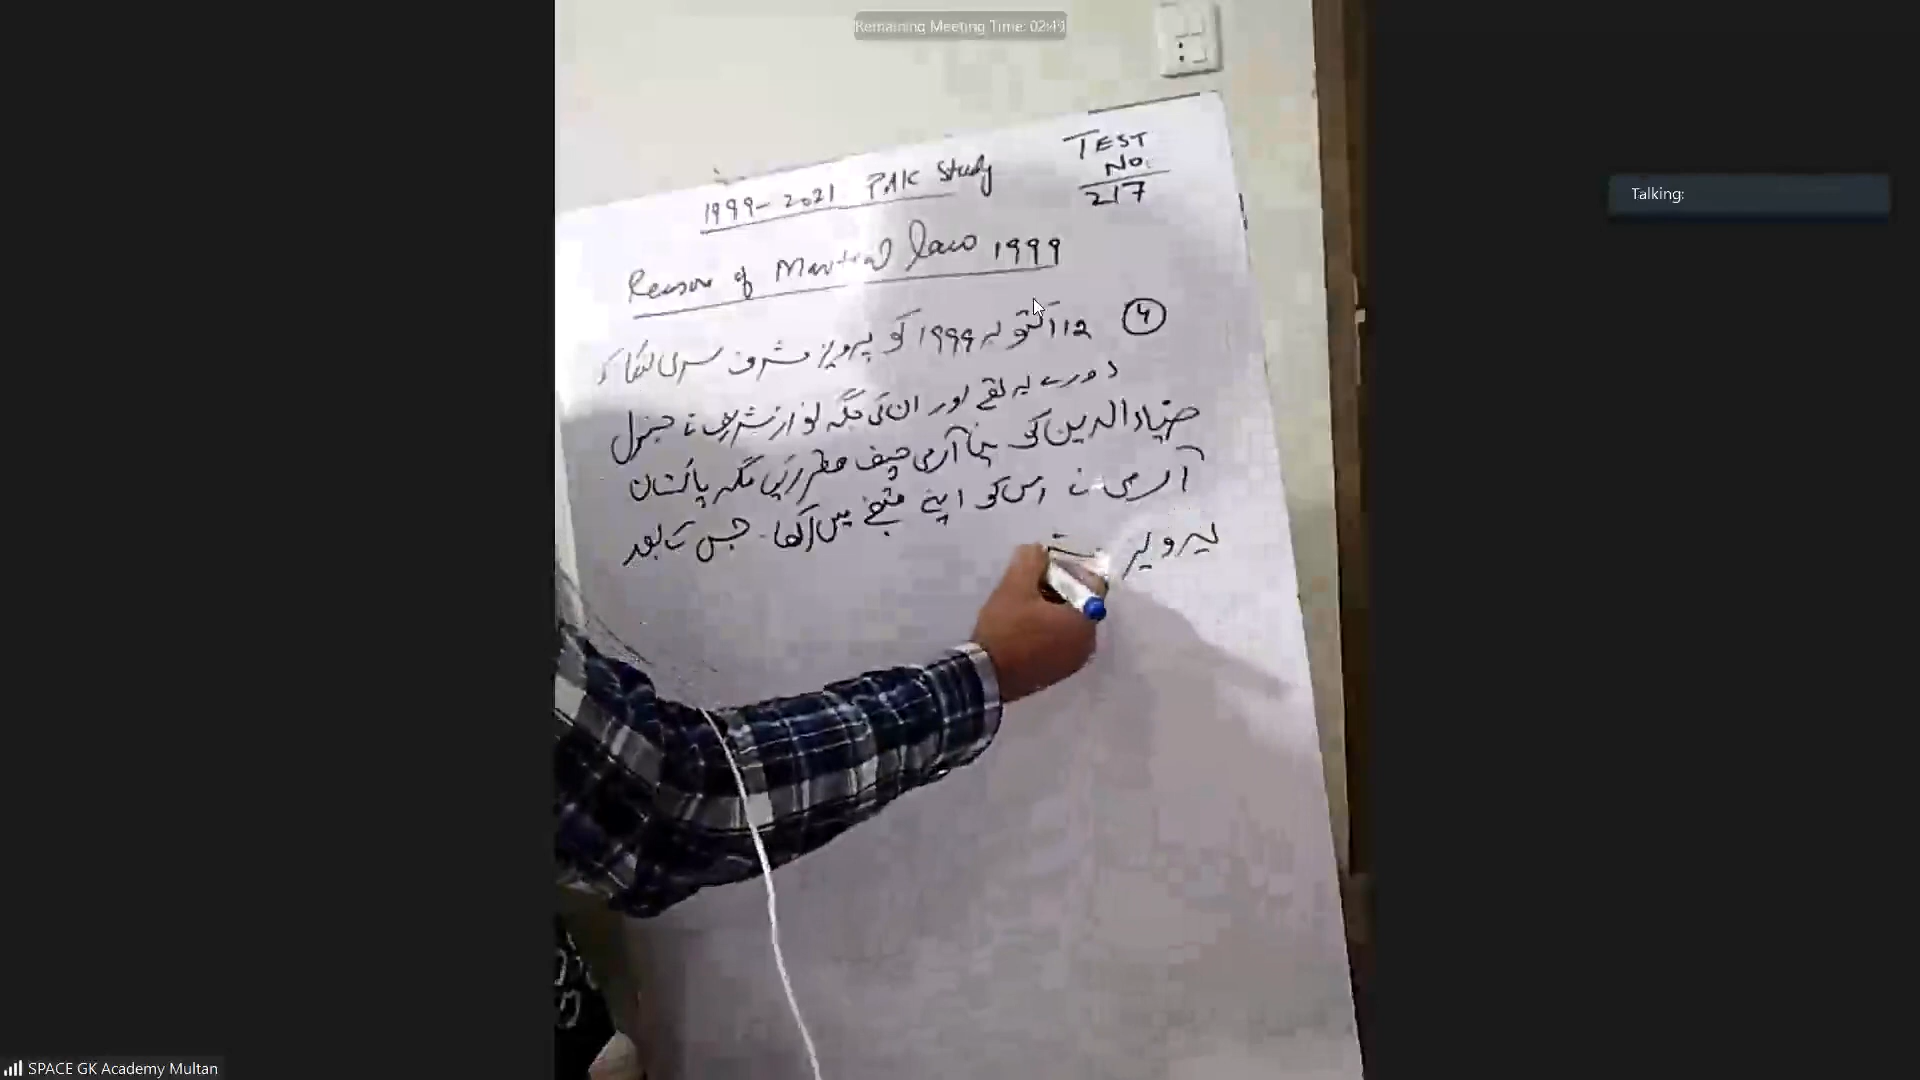 Remaining Meeting Time: 02:41
TEST
No.
217
1999-2021 PAK Study
Reason of Martial law 1999
④ 12 اکتوبر 1999 کو پرویز مشرف سری لنکا کے
دورے پر تھے اور ان کی جگہ نواز شریف نے جنرل
ضیاءالدین کو نیا آرمی چیف مقرر کیا مگر پاکستان
آرمی نے اس کو اپنے قبضے میں رکھا۔ جس کے بعد
پرویز
Talking:
SPACE GK Academy Multan